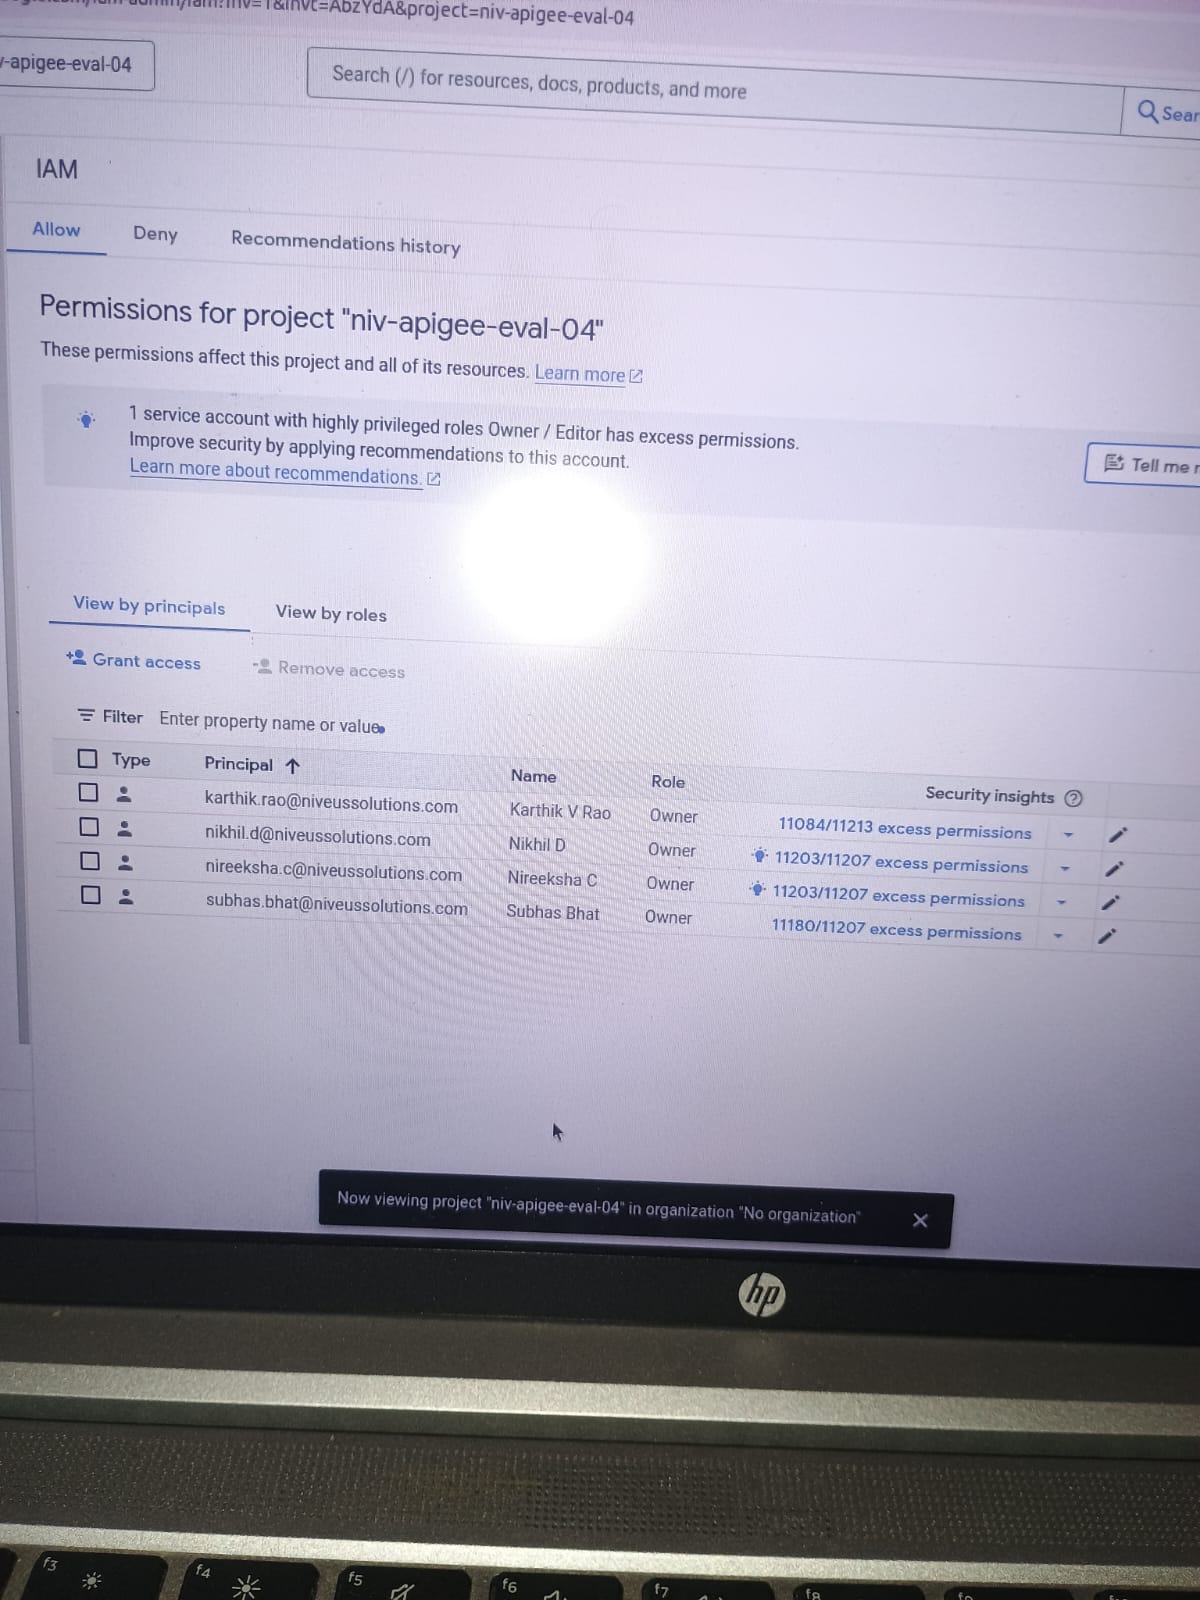 &project=niv-apigee-eval-04
-apigee-eval-04
Search (/) for resources, docs, products, and more
IAM
Allow Deny Recommendations history
Permissions for project "niv-apigee-eval-04"
These permissions affect this project and all of its resources. Learn more
1 service account with highly privileged roles Owner / Editor has excess permissions.
Improve security by applying recommendations to this account.
Learn more about recommendations.
Tell me
View by principals View by roles
Grant access Remove access
Filter Enter property name or value
Type Principal Name Role Security insights
karthik.rao@niveussolutions.com Karthik V Rao Owner 11084/11213 excess permissions
nikhil.d@niveussolutions.com Nikhil D Owner 11203/11207 excess permissions
nireeksha.c@niveussolutions.com Nireeksha C Owner 11203/11207 excess permissions
subhas.bhat@niveussolutions.com Subhas Bhat Owner 11180/11207 excess permissions
Now viewing project "niv-apigee-eval-04" in organization "No organization"
hp
f3 f4 f5 f6 f7 f8